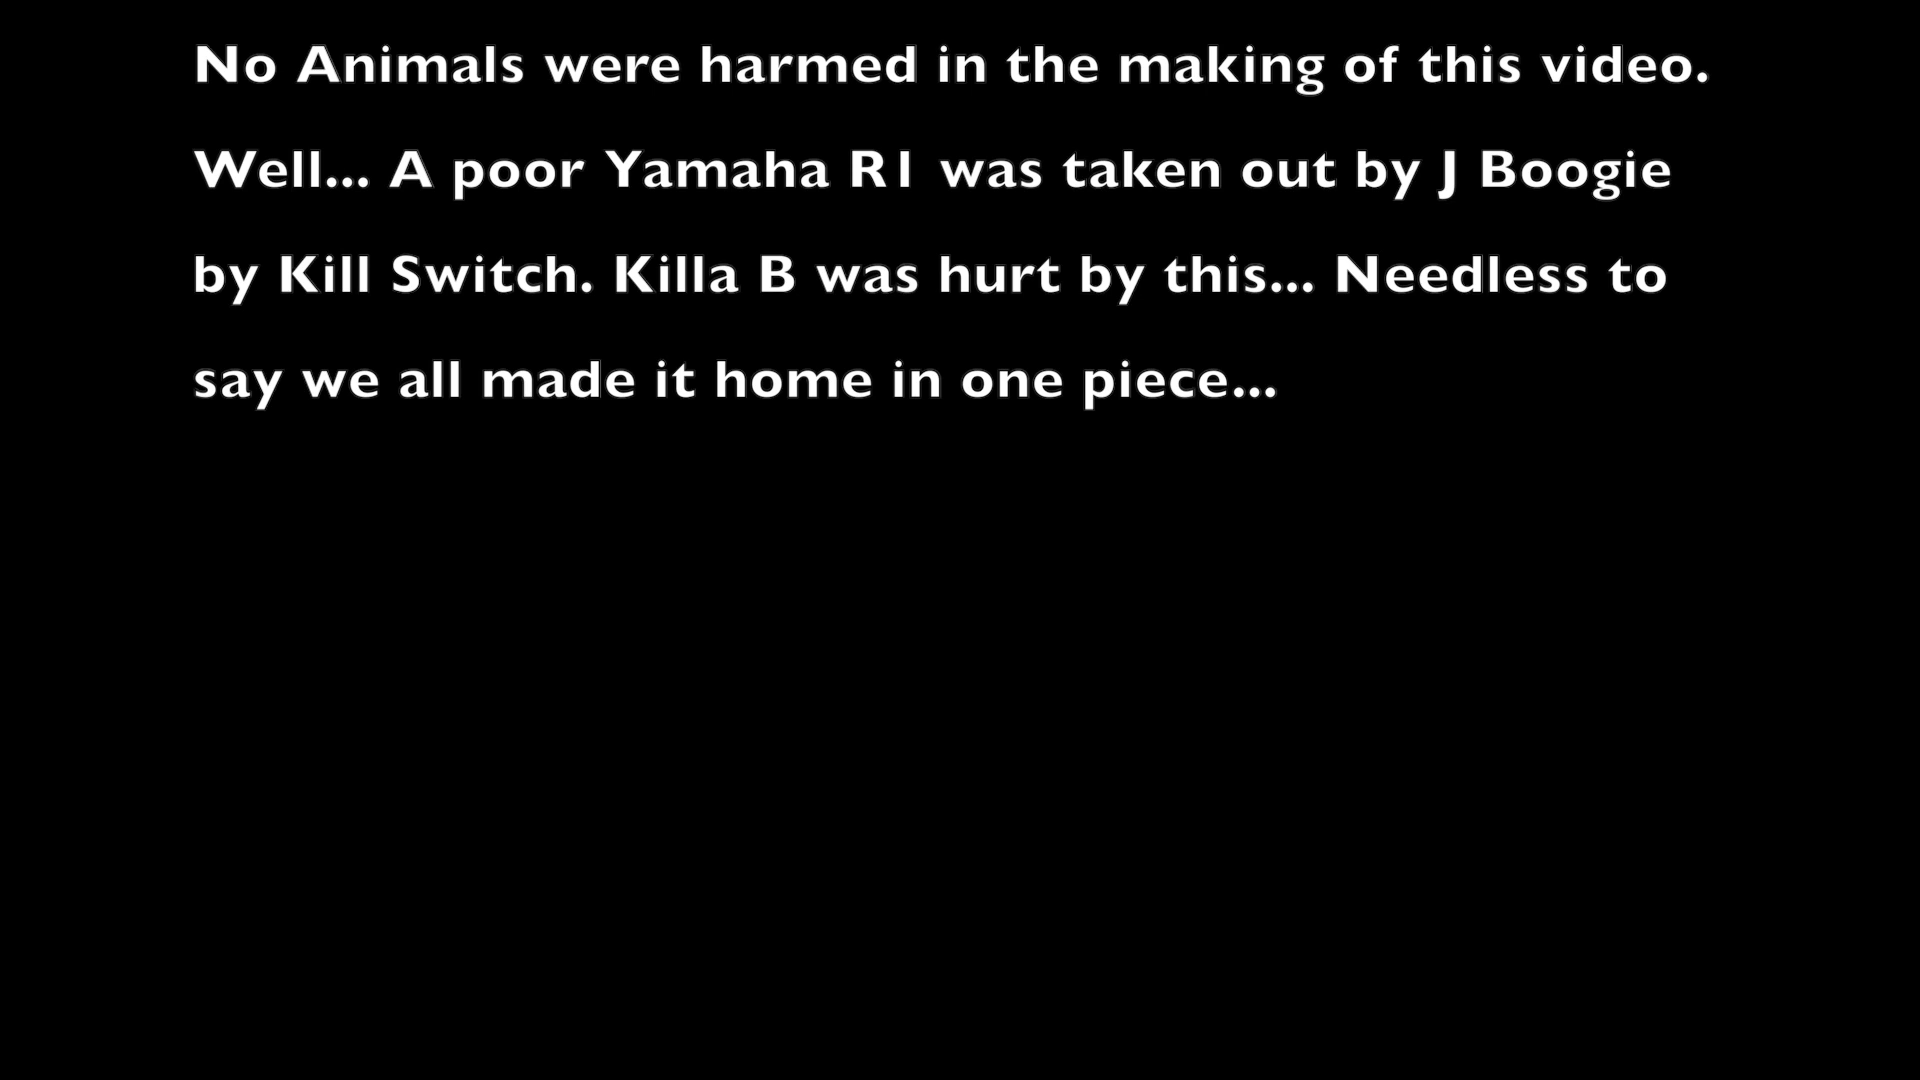 No Animals were harmed in the making of this video.
Well... A poor Yamaha R1 was taken out by J Boogie
by Kill Switch. Killa B was hurt by this... Needless to
say we all made it home in one piece...